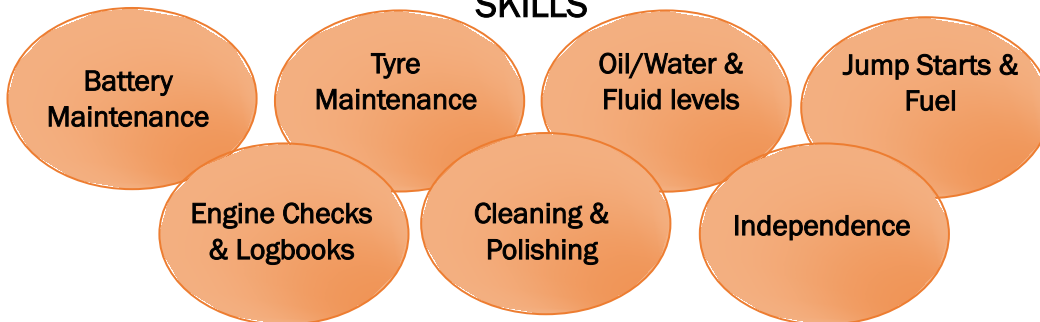 SKILLS
Battery
Maintenance
Tyre
Maintenance
Oil/Water &
Fluid levels
Jump Starts &
Fuel
Engine Checks
& Logbooks
Cleaning &
Polishing
Independence